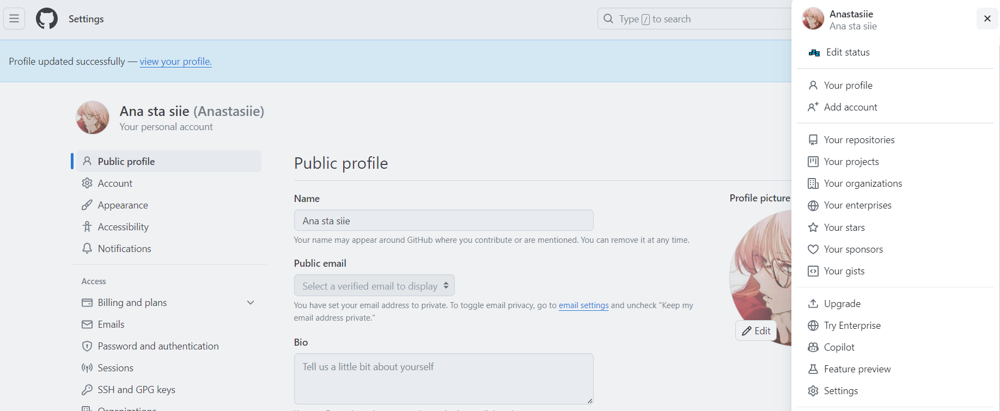 Settings
Type / to search
Profile updated successfully — view your profile.
Ana sta siie (Anastasiie)
Your personal account
Public profile
Account
Appearance
Accessibility
Notifications
Access
Billing and plans
Emails
Password and authentication
Sessions
SSH and GPG keys
Organizations
Public profile
Name
Ana sta siie
Your name may appear around GitHub where you contribute or are mentioned. You can remove it at any time.
Public email
Select a verified email to display
You have set your email address to private. To toggle email privacy, go to email settings and uncheck "Keep my
email address private."
Bio
Tell us a little bit about yourself
Profile picture
Edit
Anastasiie
Ana sta siie
Edit status
Your profile
Add account
Your repositories
Your projects
Your organizations
Your enterprises
Your stars
Your sponsors
Your gists
Upgrade
Try Enterprise
Copilot
Feature preview
Settings